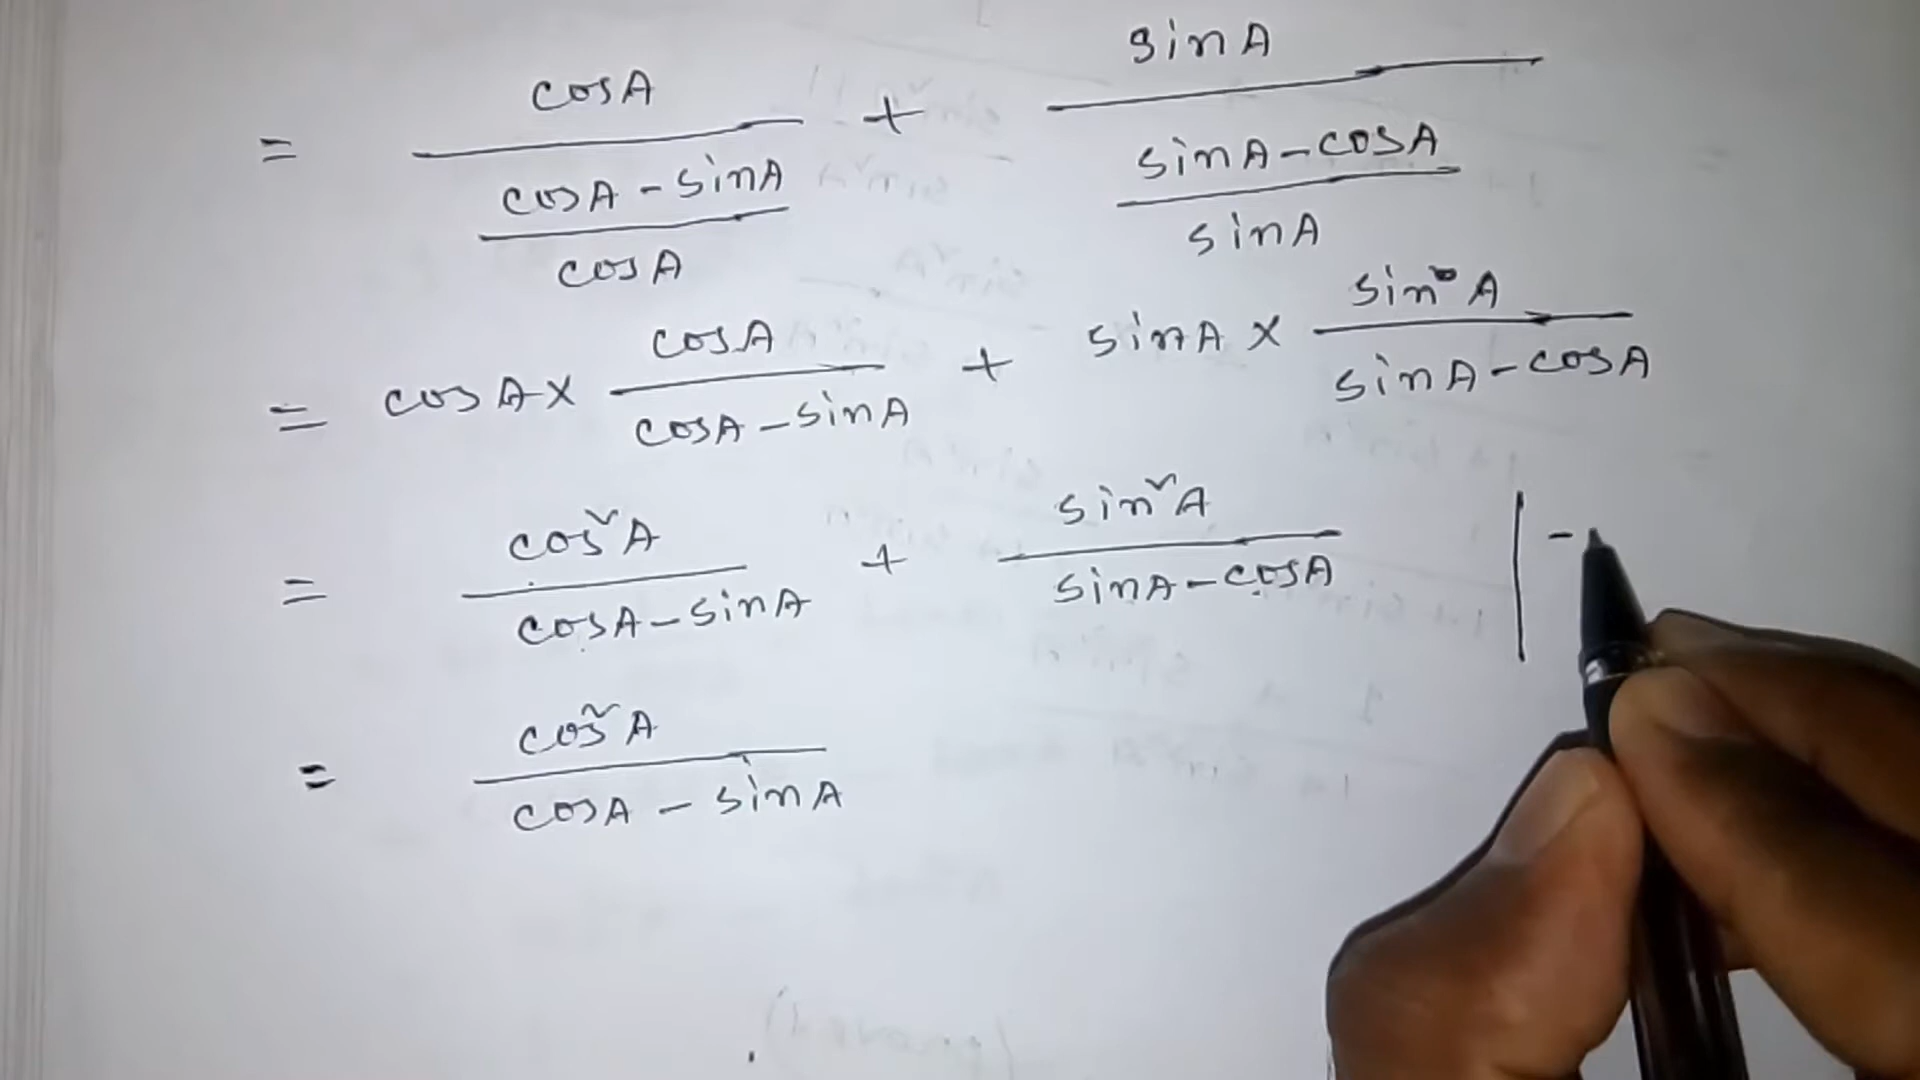 = cosA / ((cosA - sinA) / cosA) + sinA / ((sinA - cosA) / sinA)
= cosA × cosA / (cosA - sinA) + sinA × sin A / (sinA - cosA)
= cos²A / (cosA - sinA) + sin²A / (sinA - cosA) | -
= cos²A / (cosA - sinA)